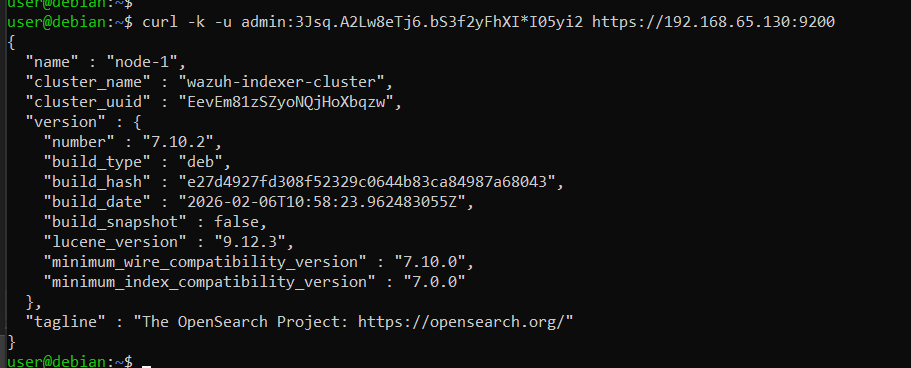 user@debian:~$
user@debian:~$ curl -k -u admin:3Jsq.A2Lw8eTj6.bS3f2yFhXI*I05yi2 https://192.168.65.130:9200
{
  "name" : "node-1",
  "cluster_name" : "wazuh-indexer-cluster",
  "cluster_uuid" : "EevEm81zSZyoNQjHoXbqzw",
  "version" : {
    "number" : "7.10.2",
    "build_type" : "deb",
    "build_hash" : "e27d4927fd308f52329c0644b83ca84987a68043",
    "build_date" : "2026-02-06T10:58:23.962483055Z",
    "build_snapshot" : false,
    "lucene_version" : "9.12.3",
    "minimum_wire_compatibility_version" : "7.10.0",
    "minimum_index_compatibility_version" : "7.0.0"
  },
  "tagline" : "The OpenSearch Project: https://opensearch.org/"
}
user@debian:~$